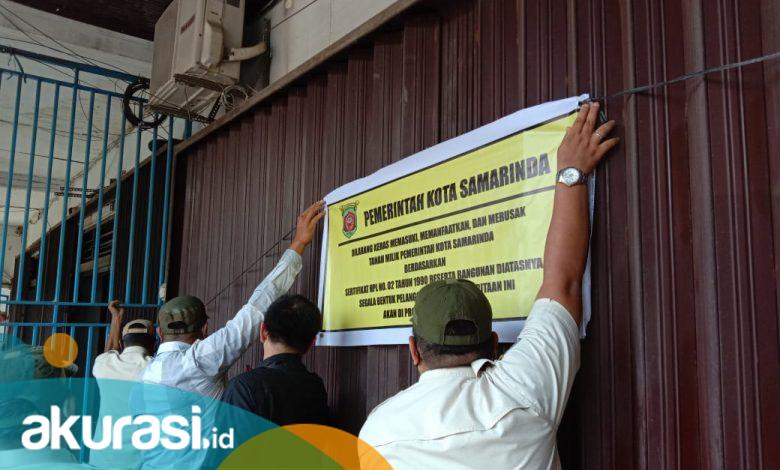 PEMERINTAH KOTA SAMARINDA
DILARANG KERAS MEMASUKI, MEMANFAATKAN, DAN MERUSAK
TANAH MILIK PEMERINTAH KOTA SAMARINDA
BERDASARKAN
SERTIFIKAT HPL NO. 02 TAHUN 1990 BESERTA BANGUNAN DIATASNYA,
SEGALA BENTUK INI
AKAN DI
akurasi.id